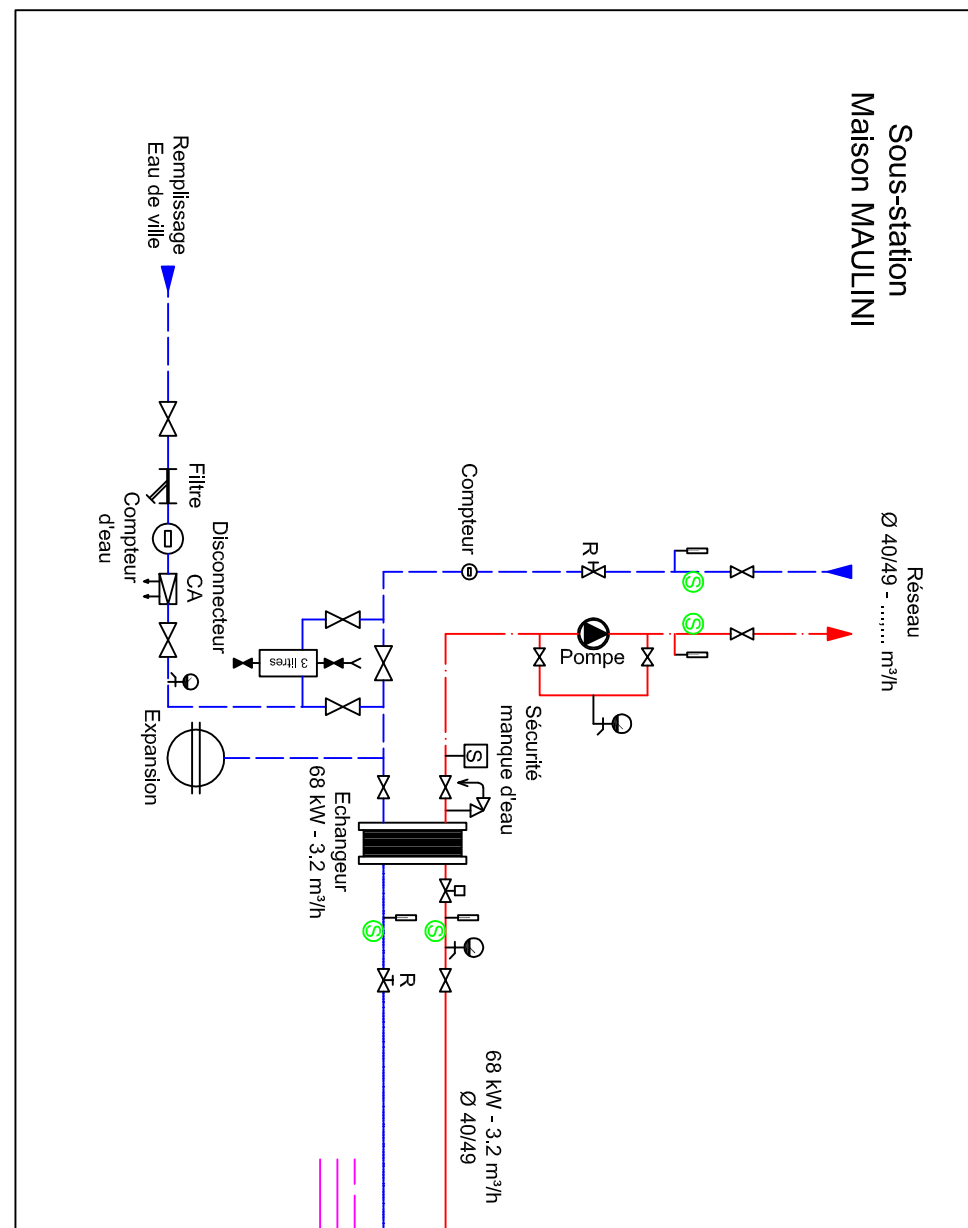 Sous-station
Maison MAULINI
Réseau
Ø 40/49 - ...,.... m³/h
Remplissage
Eau de ville
Filtre
Compteur
d'eau
CA
Disconnecteur
Compteur
R
S
S
Pompe
3 litres
Expansion
Sécurité
manque d'eau
S
Echangeur
68 kW - 3.2 m³/h
S
S
R
68 kW - 3.2 m³/h
Ø 40/49